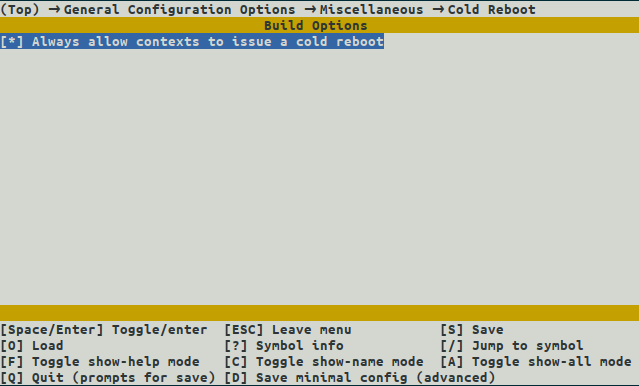 (Top) → General Configuration Options → Miscellaneous → Cold Reboot
Build Options
[*] Always allow contexts to issue a cold reboot
[Space/Enter] Toggle/enter [ESC] Leave menu [S] Save
[O] Load [?] Symbol info [/] Jump to symbol
[F] Toggle show-help mode [C] Toggle show-name mode [A] Toggle show-all mode
[Q] Quit (prompts for save) [D] Save minimal config (advanced)